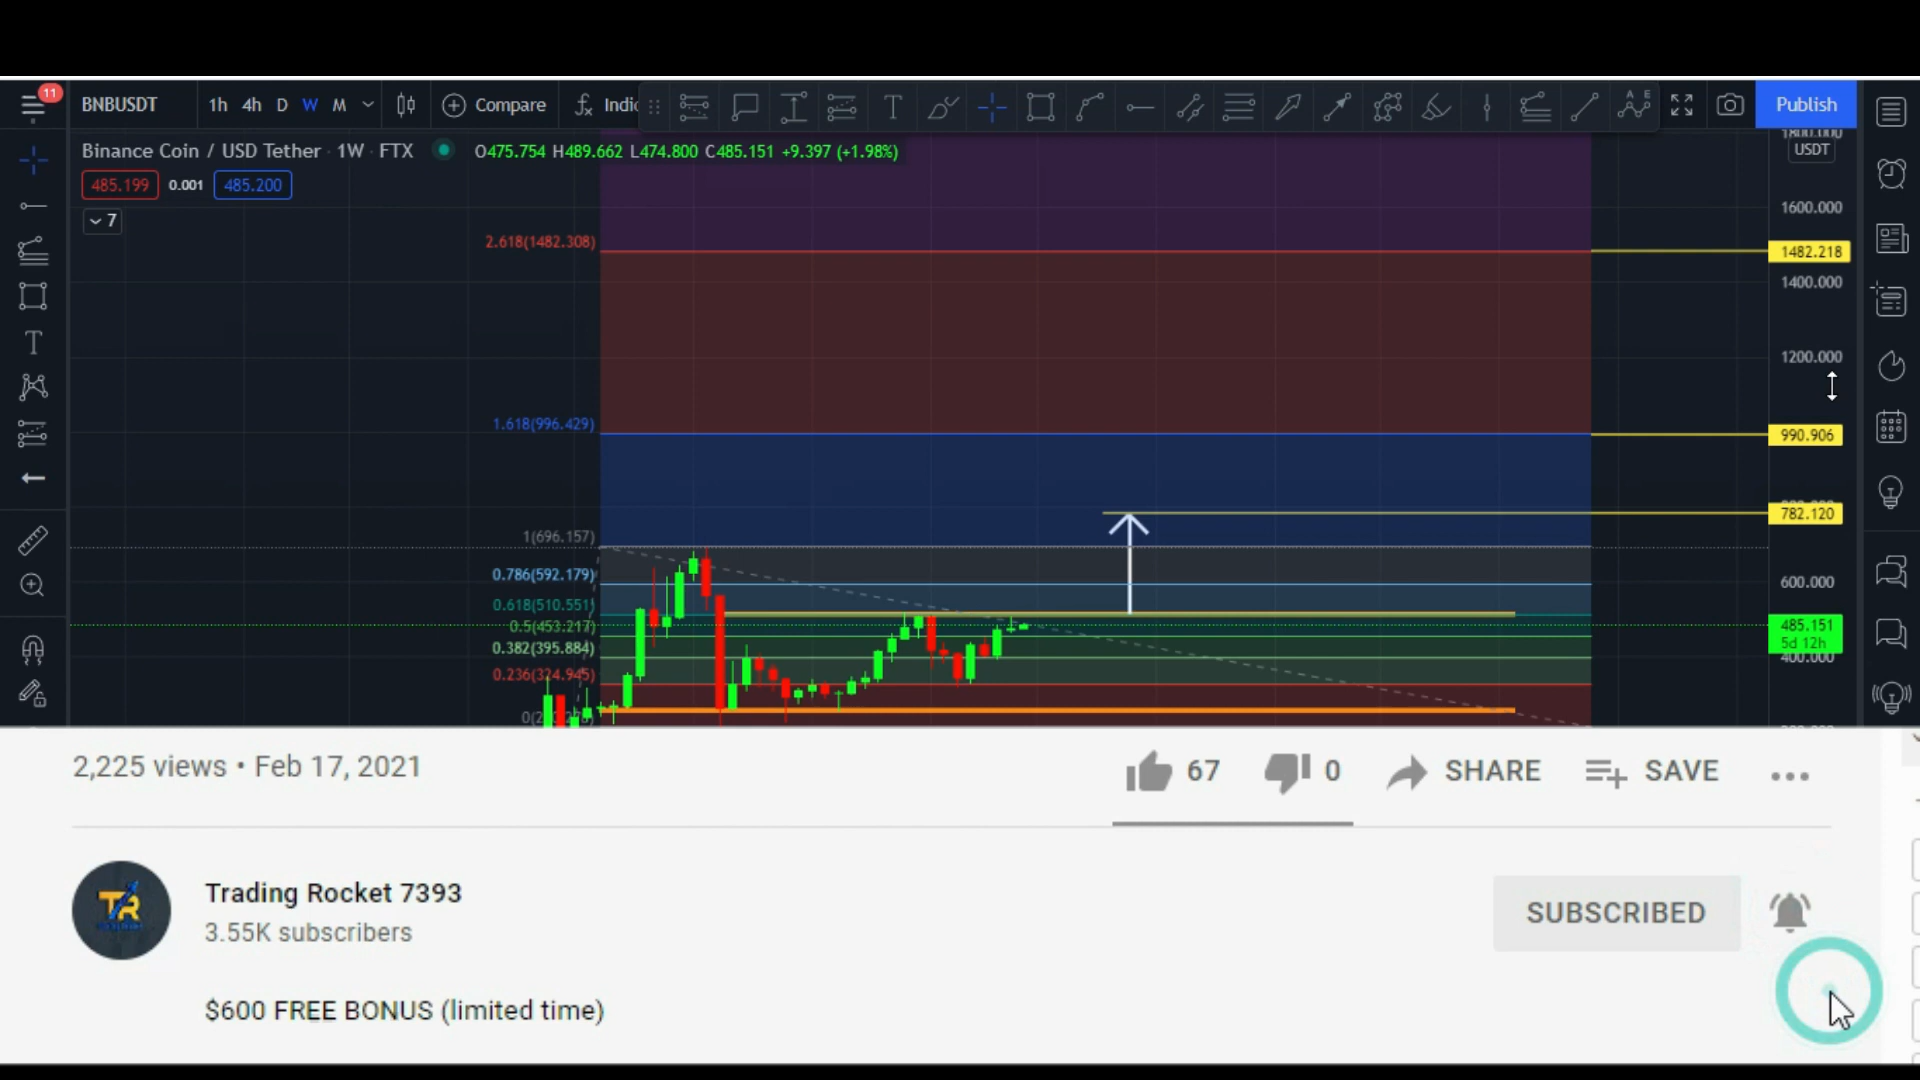 11
BNBUSDT 1h 4h D W M Compare Indic Publish
1800.000
Binance Coin / USD Tether · 1W · FTX O475.754 H489.662 L474.800 C485.151 +9.397 (+1.98%)
USDT
485.199 0.001 485.200
7
1600.000
2.618(1482.308)
1482.218
1400.000
1200.000
1.618(996.429)
990.906
782.120
1(696.157)
0.786(592.179)
600.000
0.618(510.551)
0.5(453.217)
485.151
5d 12h
0.382(395.884)
400.000
0.236(324.945)
2,225 views • Feb 17, 2021
67 0 SHARE SAVE
Trading Rocket 7393
3.55K subscribers
SUBSCRIBED
$600 FREE BONUS (limited time)